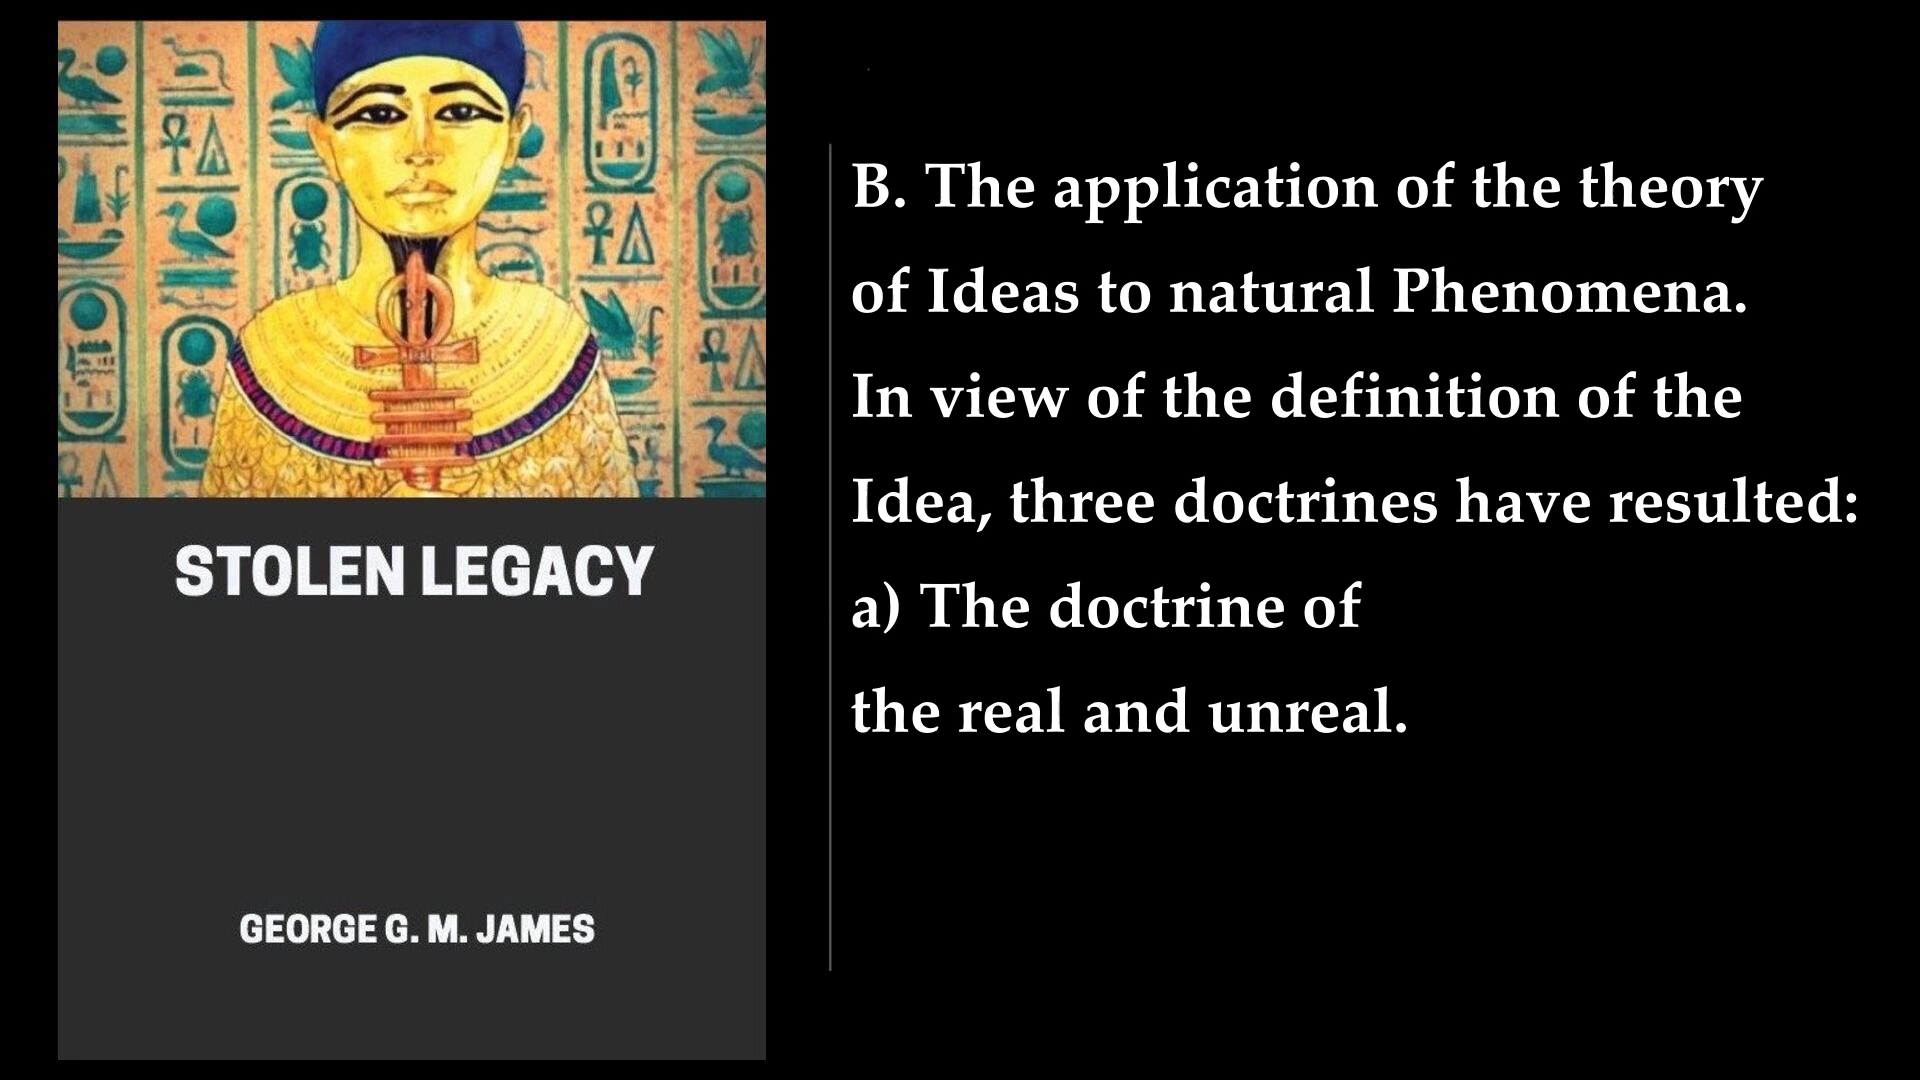 STOLEN LEGACY
GEORGE G. M. JAMES
B. The application of the theory
of Ideas to natural Phenomena.
In view of the definition of the
Idea, three doctrines have resulted:
a) The doctrine of
the real and unreal.